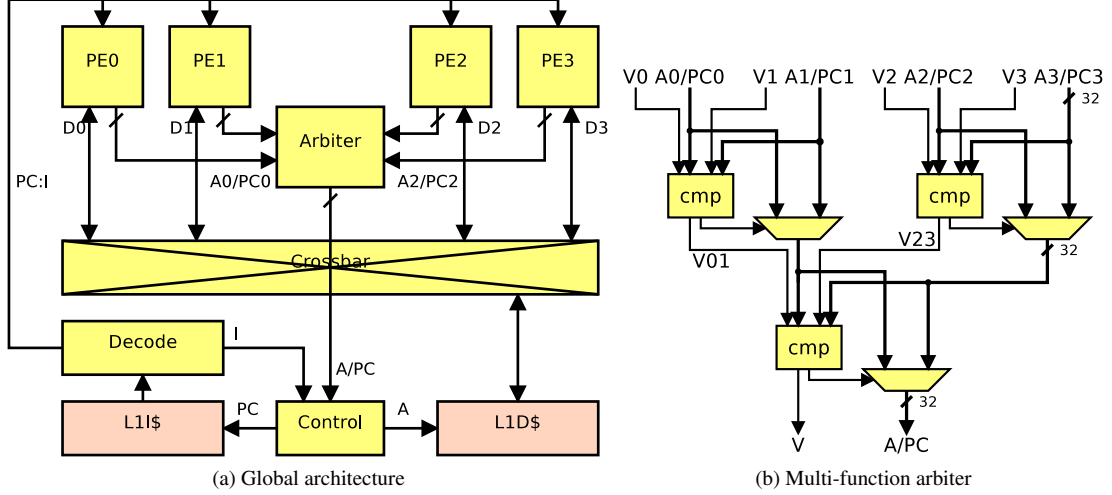 PE0 PE1 PE2 PE3
D0 D1 D2 D3
Arbiter
PC:I A0/PC0 A2/PC2
Crossbar
I
Decode
A/PC
L1I$ PC Control A L1D$
(a) Global architecture
V0 A0/PC0 V1 A1/PC1 V2 A2/PC2 V3 A3/PC3
32
cmp cmp
V01 V23 32
cmp
32
V A/PC
(b) Multi-function arbiter